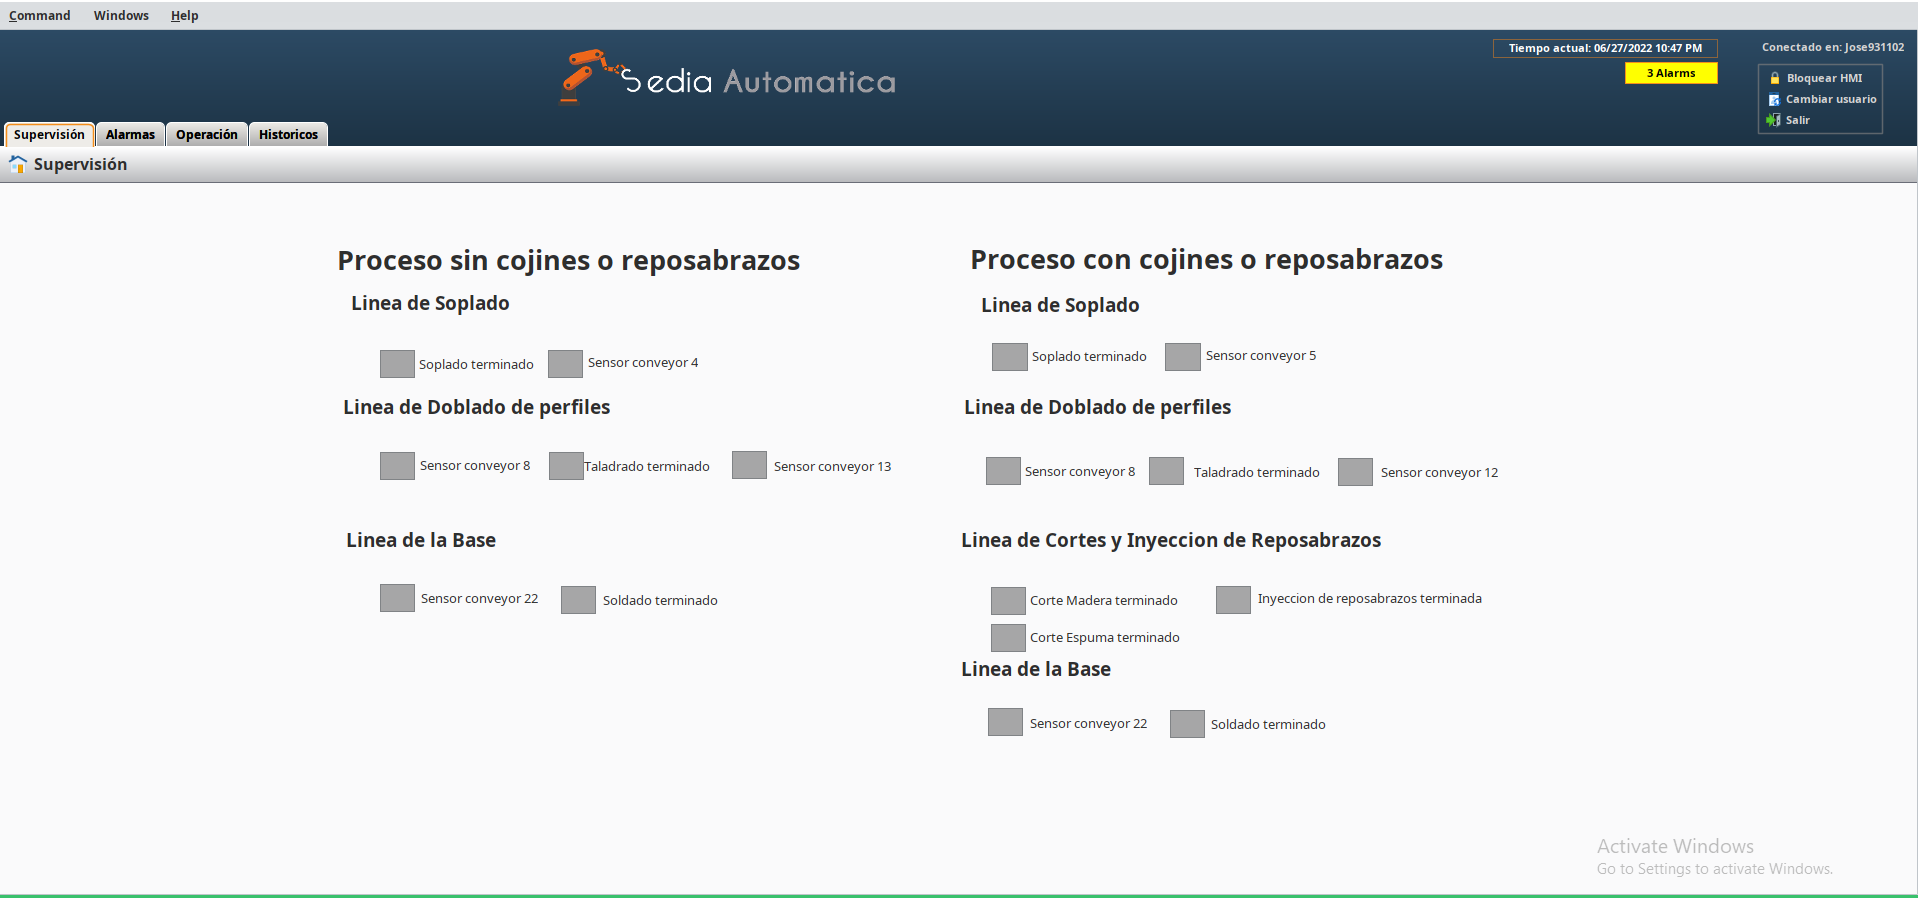 Command Windows Help
Tiempo actual: 06/27/2022 10:47 PM
Conectado en: Jose931102
3 Alarms
Bloquear HMI
Cambiar usuario
Salir
Sedia Automatica
Supervisión Alarmas Operación Historicos
Supervisión
Proceso sin cojines o reposabrazos
Linea de Soplado
Soplado terminado Sensor conveyor 4
Linea de Doblado de perfiles
Sensor conveyor 8 Taladrado terminado Sensor conveyor 13
Linea de la Base
Sensor conveyor 22 Soldado terminado
Proceso con cojines o reposabrazos
Linea de Soplado
Soplado terminado Sensor conveyor 5
Linea de Doblado de perfiles
Sensor conveyor 8 Taladrado terminado Sensor conveyor 12
Linea de Cortes y Inyeccion de Reposabrazos
Corte Madera terminado Inyeccion de reposabrazos terminada
Corte Espuma terminado
Linea de la Base
Sensor conveyor 22 Soldado terminado
Activate Windows
Go to Settings to activate Windows.